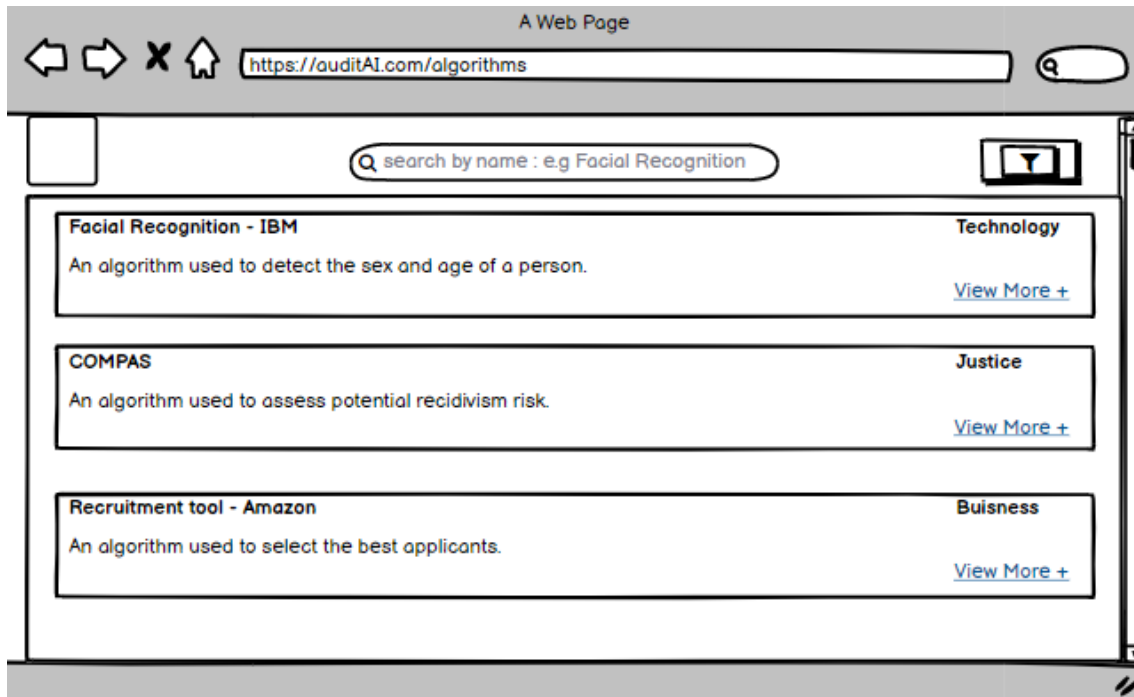 A Web Page
https://auditAI.com/algorithms
search by name : e.g Facial Recognition
Facial Recognition - IBM
Technology
An algorithm used to detect the sex and age of a person.
View More +
COMPAS
Justice
An algorithm used to assess potential recidivism risk.
View More +
Recruitment tool - Amazon
Buisness
An algorithm used to select the best applicants.
View More +